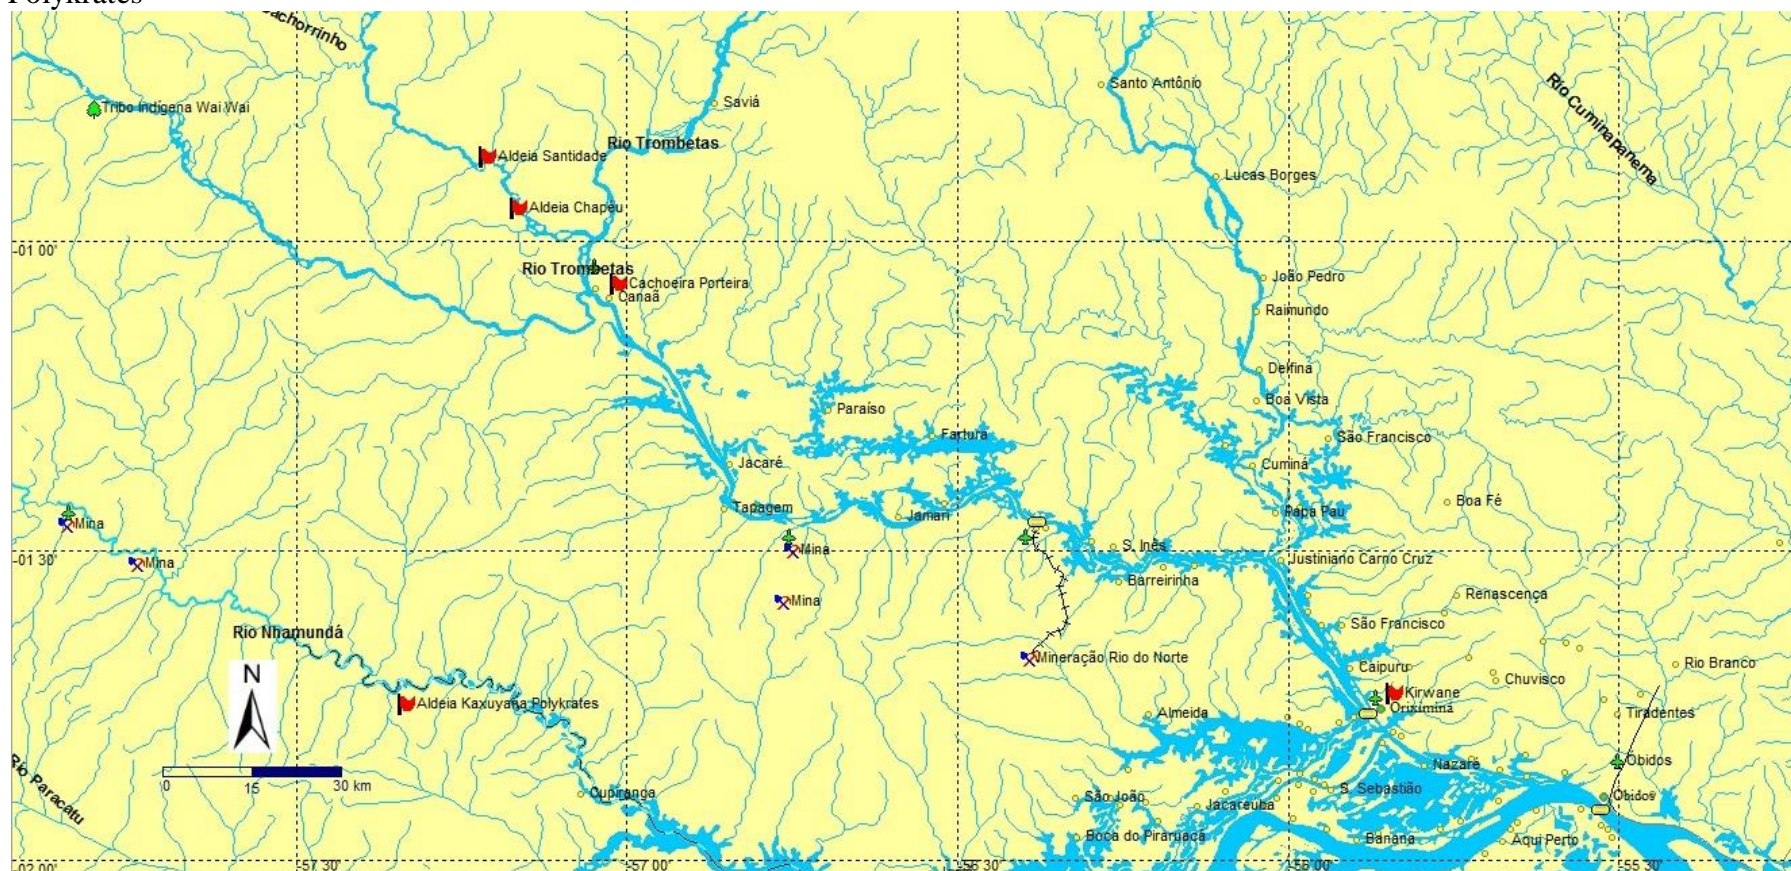 Polykrates
achorrinho
Tribo Indígena Wai Wai
Saviá
Santo Antônio
Rio Cuminapanema
Rio Trombetas
Aldeia Santidade
Lucas Borges
Aldeia Chapéu
-01 00'
Rio Trombetas
Cachoeira Porteira
Canaã
João Pedro
Raimundo
Delfina
Boa Vista
Paraíso
Fartura
São Francisco
Jacaré
Cuminá
Boa Fé
Tapagem
Jamari
Papa Pau
Mina
Mina
S. Inês
-01 30'
Mina
Justiniano Carno Cruz
Barreirinha
Mina
Renascença
Rio Nhamundá
São Francisco
Mineração Rio do Norte
Caipuru
Rio Branco
N
Chuvisco
Kirwane
Aldeia Kaxuyana Polykrates
Oriximiná
Almeida
Tiradentes
Rio Paracatu
Nazaré
Óbidos
0 15 30 km
Cupiranga
São João
Jacareuba
S. Sebastião
Óbidos
Boca do Piraruacá
Banana
Aqui Perto
-02 00'
-57 30'
-57 00'
-56 30'
-56 00'
-55 30'